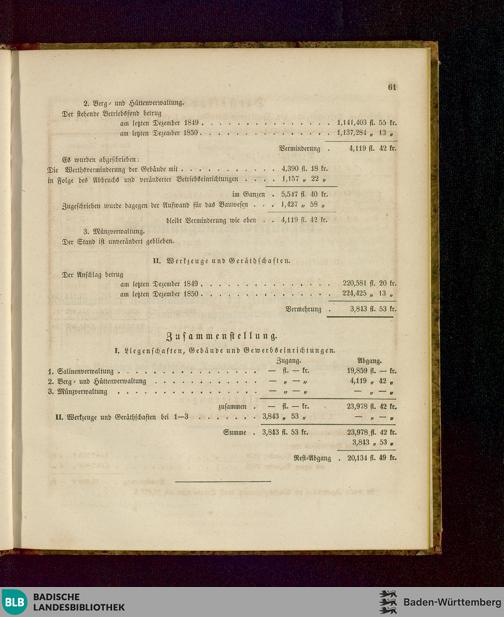 61
2. Berg- und Hüttenverwaltung.
Der stehende Betriebsfond betrug
am letzten Dezember 1849 . . . . . . . . . . . . . . 1,141,403 fl. 55 kr.
am letzten Dezember 1850 . . . . . . . . . . . . . . 1,137,284 „ 13 „
Verminderung . 4,119 fl. 42 kr.
Es wurden abgeschrieben:
Die Werthsverminderung der Gebäude mit . . . . . . . . . . 4,390 fl. 18 kr.
in Folge des Abbruchs und veränderter Betriebseinrichtungen . . . . 1,157 „ 22 „
im Ganzen . 5,547 fl. 40 kr.
Zugeschrieben wurde dagegen der Aufwand für das Bauwesen . . . 1,427 „ 58 „
bleibt Verminderung wie oben . . 4,119 fl. 42 kr.
3. Münzverwaltung.
Der Stand ist unverändert geblieben.
II. Werkzeuge und Geräthschaften.
Der Anschlag betrug
am letzten Dezember 1849 . . . . . . . . . . . . . . 220,581 fl. 20 kr.
am letzten Dezember 1850 . . . . . . . . . . . . . . 224,425 „ 13 „
Vermehrung . 3,843 fl. 53 kr.
Zusammenstellung.
I. Liegenschaften, Gebäude und Gewerbseinrichtungen.
Zugang. Abgang.
1. Salinenverwaltung . . . . . . . . . . . . . — fl. — kr. 19,859 fl. — kr.
2. Berg- und Hüttenverwaltung . . . . . . . . . . — „ — „ 4,119 „ 42 „
3. Münzverwaltung . . . . . . . . . . . . . — „ — „ — „ — „
zusammen . — fl. — kr. 23,978 fl. 42 kr.
II. Werkzeuge und Geräthschaften bei 1—3 . . . . . . . 3,843 „ 53 „ — „ — „
Summe . 3,843 fl. 53 kr. 23,978 fl. 42 kr.
3,843 „ 53 „
Rest-Abgang . 20,134 fl. 49 kr.
BLB BADISCHE
LANDESBIBLIOTHEK
Baden-Württemberg